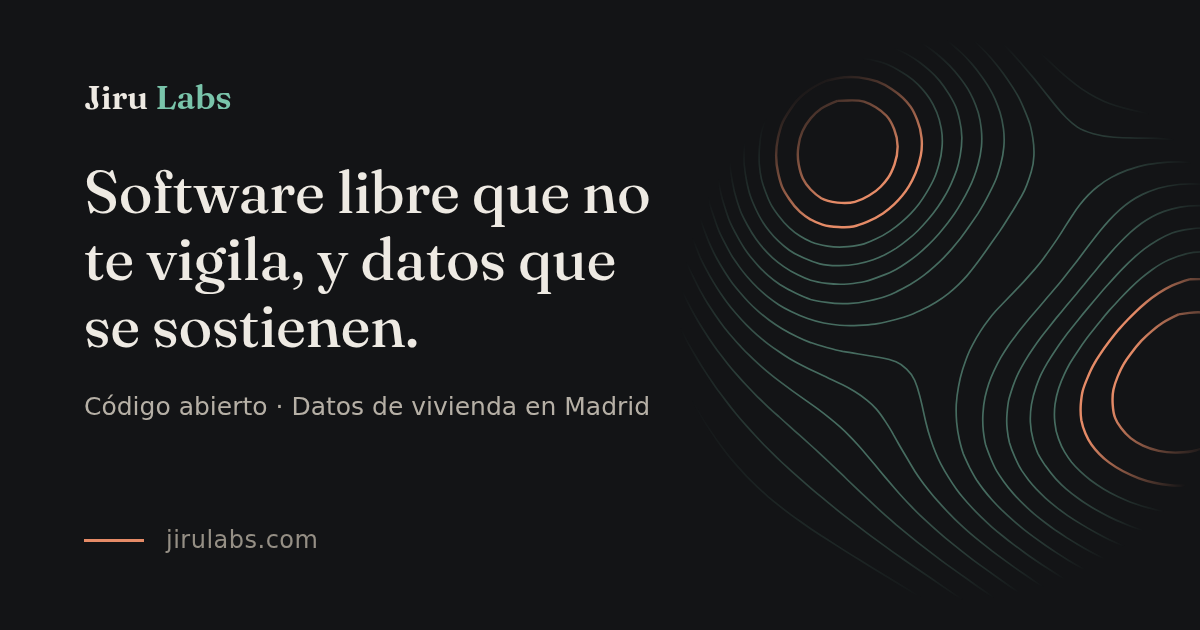 Jiru Labs
Software libre que no
te vigila, y datos que
se sostienen.
Código abierto · Datos de vivienda en Madrid
jirulabs.com